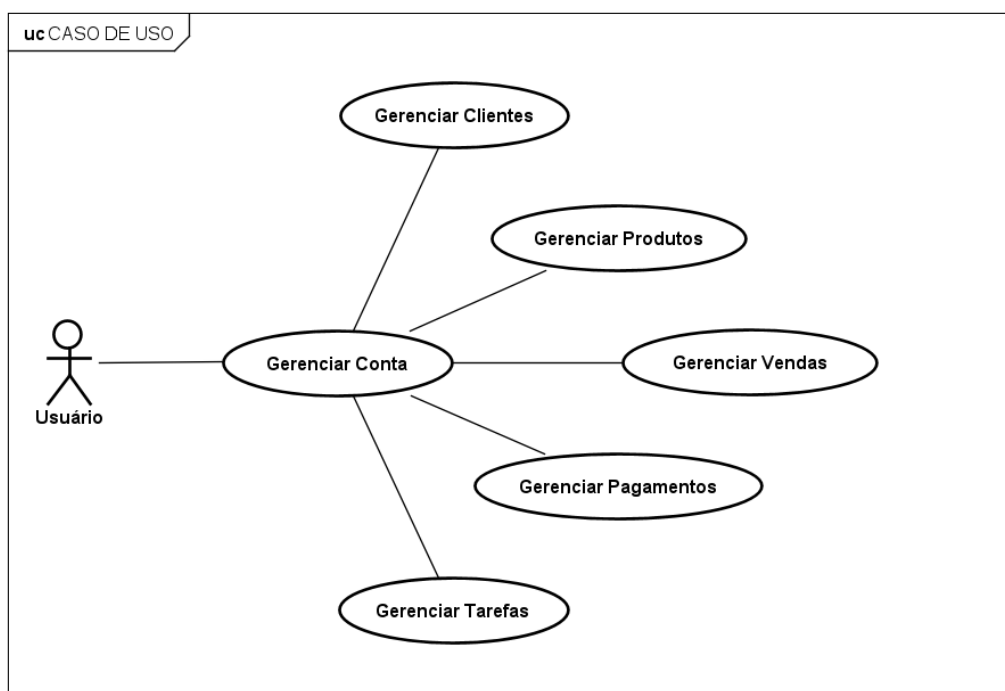 uc CASO DE USO
Gerenciar Clientes
Gerenciar Produtos
Gerenciar Conta
Gerenciar Vendas
Usuário
Gerenciar Pagamentos
Gerenciar Tarefas